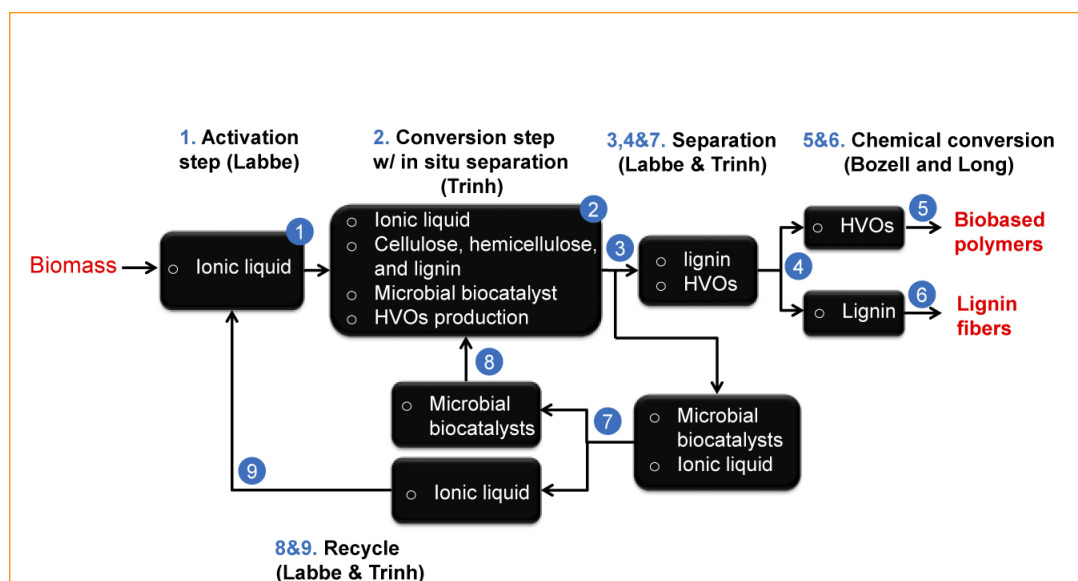 1. Activation
step (Labbe)
2. Conversion step
w/ in situ separation
(Trinh)
3,4&7. Separation
(Labbe & Trinh)
5&6. Chemical conversion
(Bozell and Long)
Biomass
1
○ Ionic liquid
2
○ Ionic liquid
○ Cellulose, hemicellulose,
and lignin
○ Microbial biocatalyst
○ HVOs production
3
○ lignin
○ HVOs
4
○ HVOs
5
Biobased
polymers
○ Lignin
6
Lignin
fibers
8
○ Microbial
biocatalysts
7
○ Microbial
biocatalysts
○ Ionic liquid
9
○ Ionic liquid
8&9. Recycle
(Labbe & Trinh)